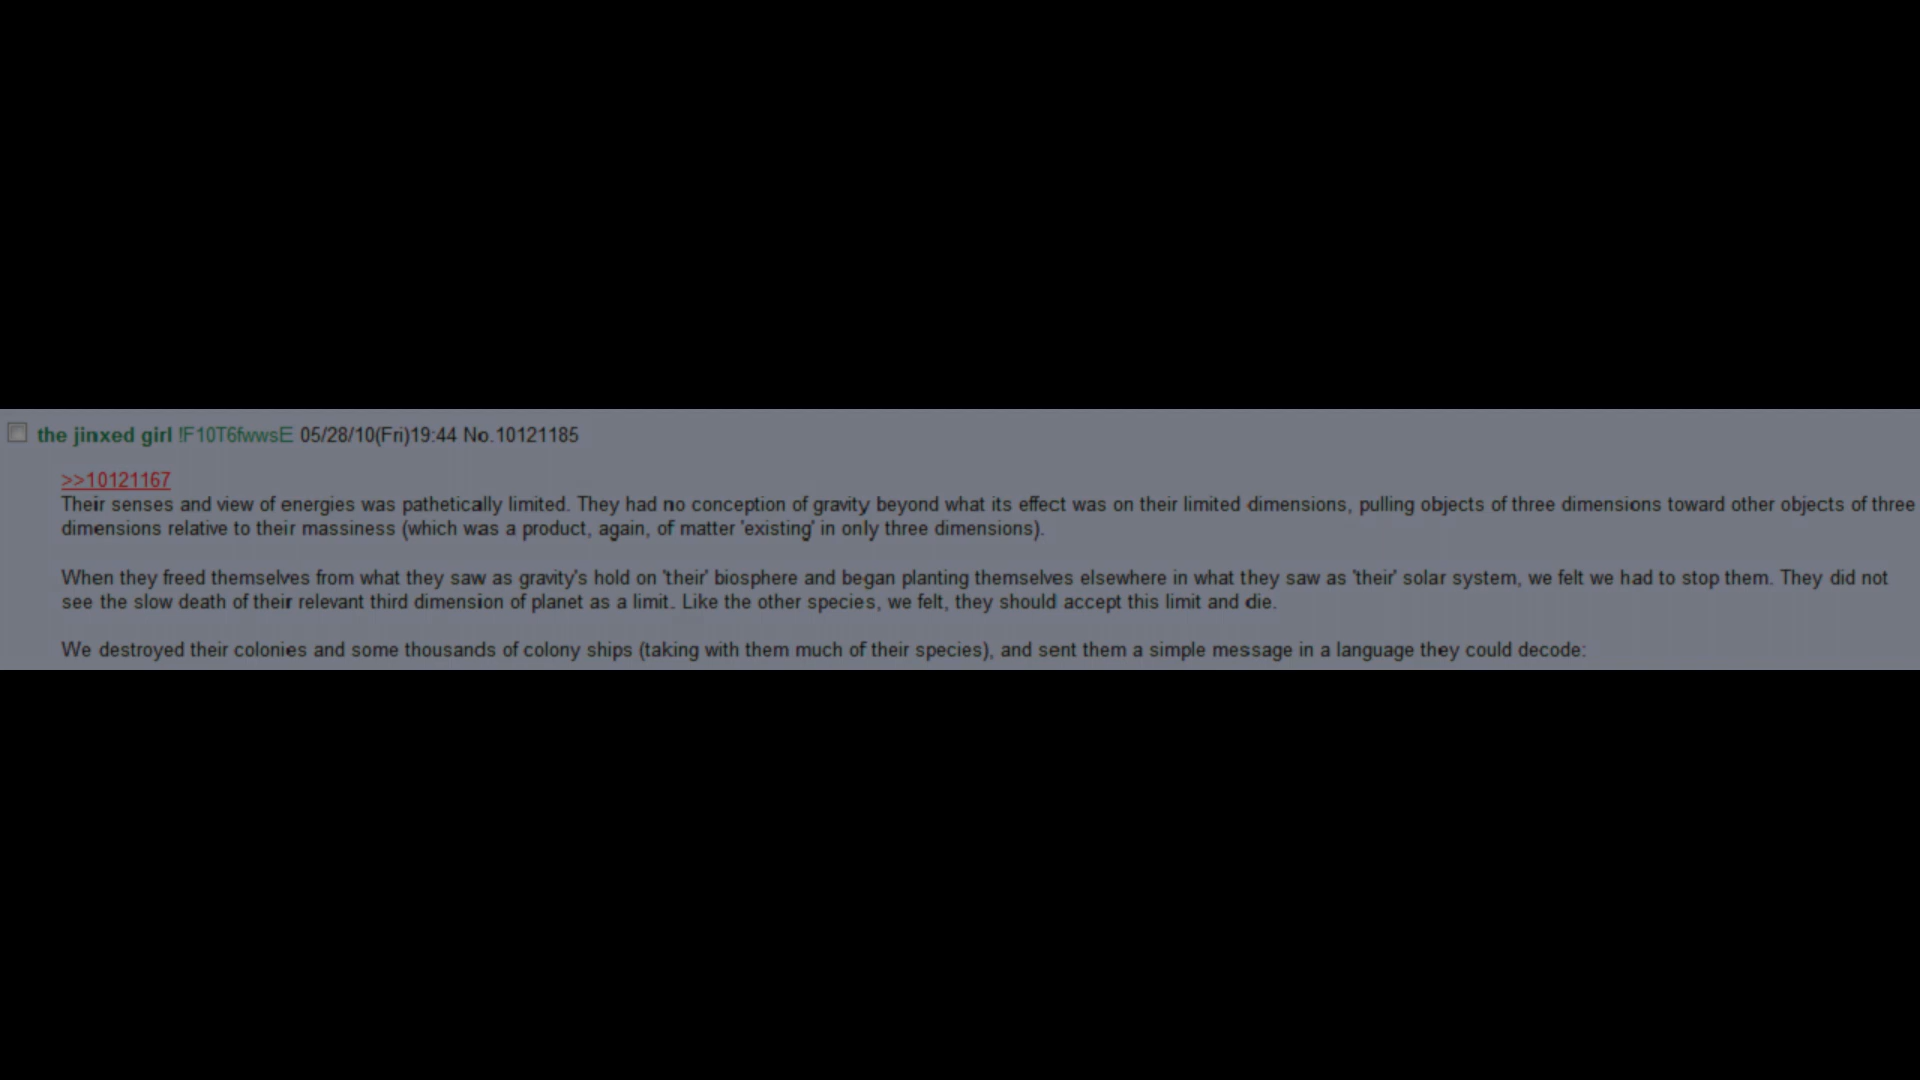 the jinxed girl !F10T6fwwsE 05/28/10(Fri)19:44 No.10121185
>>10121167
Their senses and view of energies was pathetically limited. They had no conception of gravity beyond what its effect was on their limited dimensions, pulling objects of three dimensions toward other objects of three
dimensions relative to their massiness (which was a product, again, of matter 'existing' in only three dimensions).
When they freed themselves from what they saw as gravity's hold on 'their' biosphere and began planting themselves elsewhere in what they saw as 'their' solar system, we felt we had to stop them. They did not
see the slow death of their relevant third dimension of planet as a limit. Like the other species, we felt, they should accept this limit and die.
We destroyed their colonies and some thousands of colony ships (taking with them much of their species), and sent them a simple message in a language they could decode: